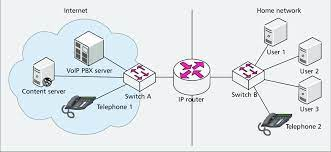 Internet
Home network
VoIP PBX server
Content server
Telephone 1
Switch A
IP router
Switch B
User 1
User 2
User 3
Telephone 2